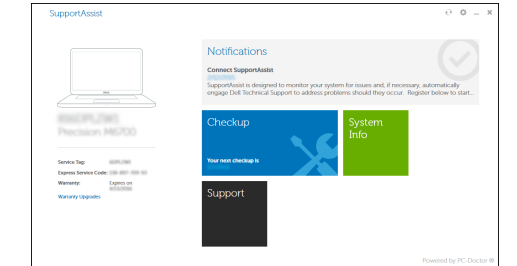 SupportAssist
Notifications
Connect SupportAssist
SupportAssist is designed to monitor your system for issues and, if necessary, automatically
engage Dell Technical Support to address problems should they occur. Register below to start...
Precision M6700
Checkup
System
Info
Your next checkup is
Service Tag:
Express Service Code:
Warranty: Expires on
Warranty Upgrades
Support
Powered by PC-Doctor ®